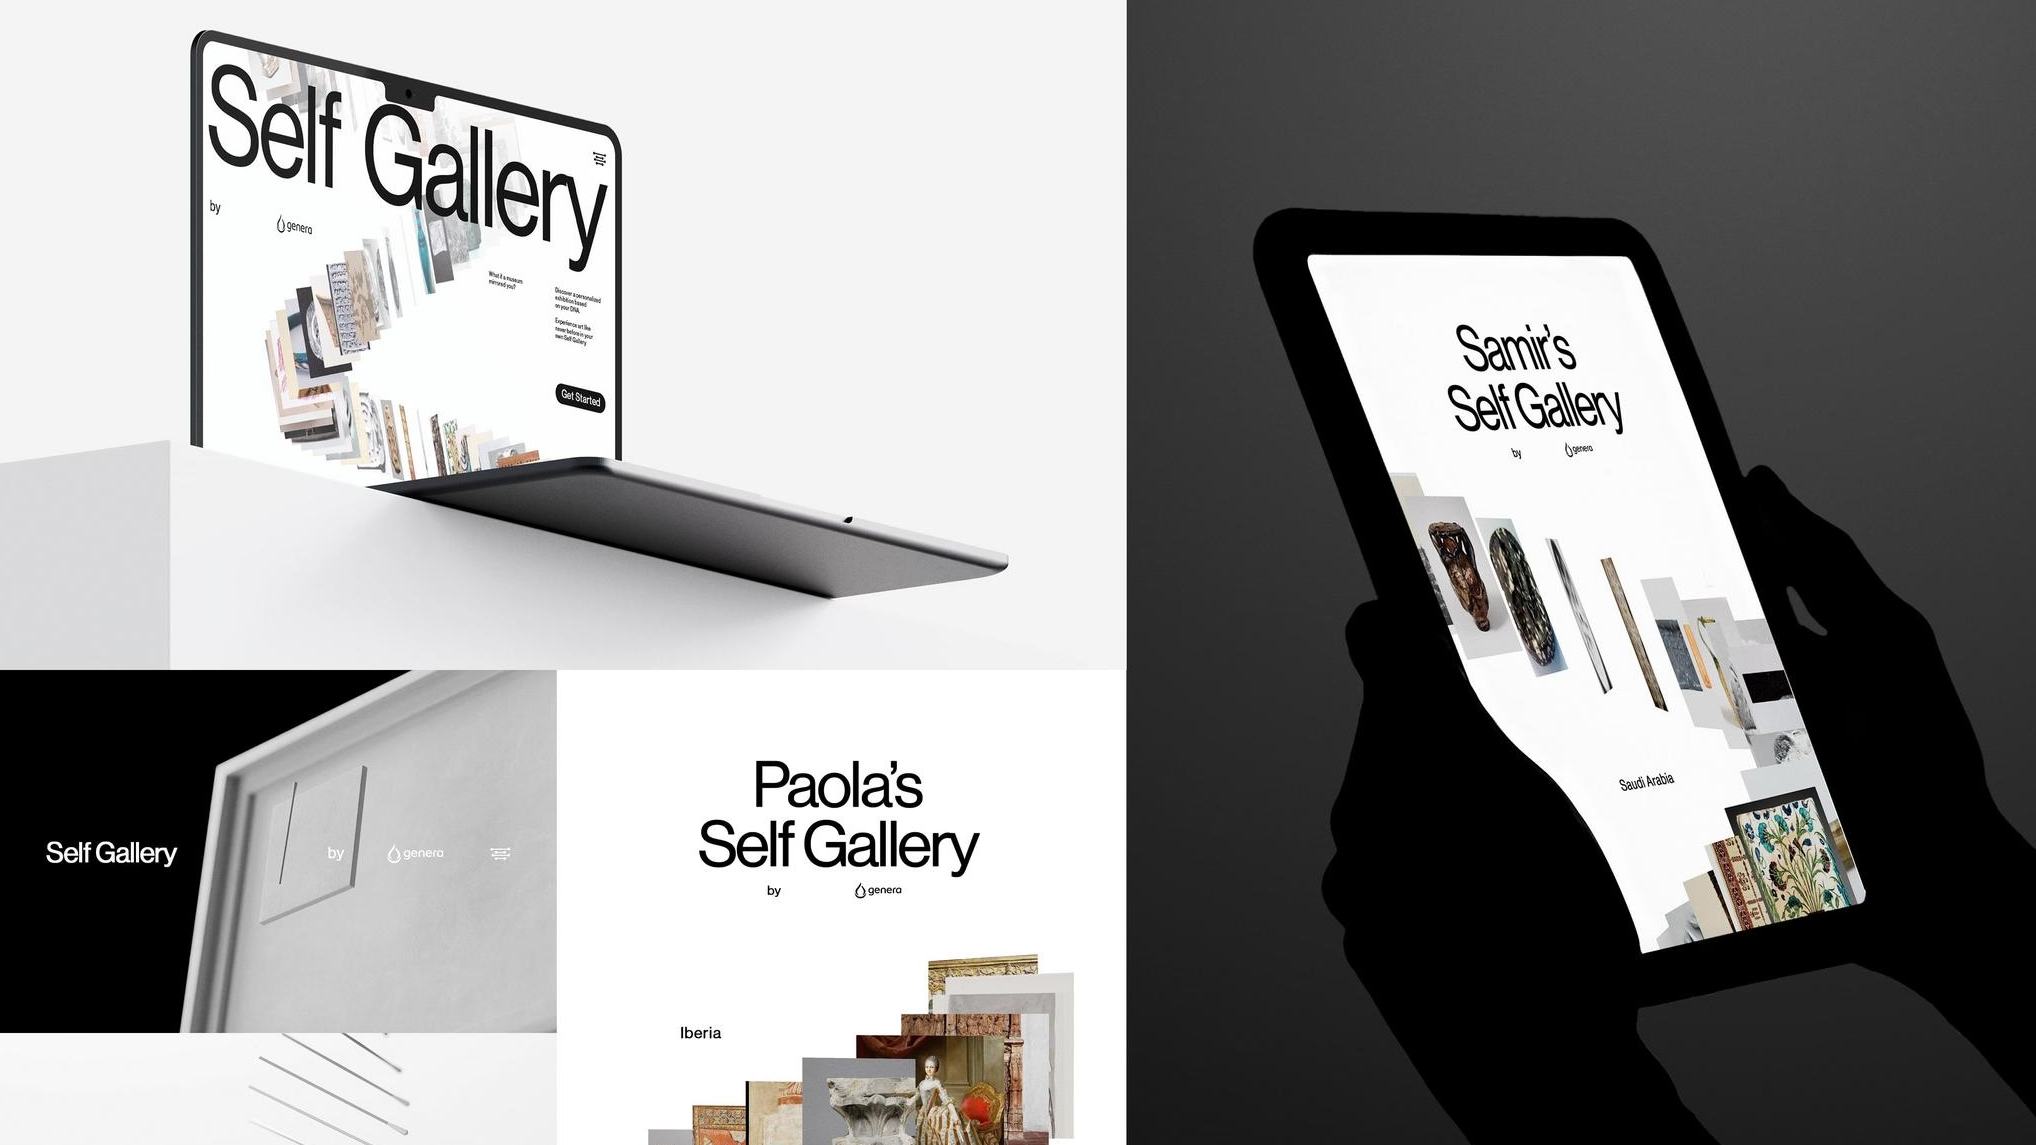 Self Gallery
by
genera
What if a museum
mirrored you?
Discover a personalized
exhibition based
on your DNA.
Experience art like
never before in your
own Self Gallery
Get Started
Self Gallery
by
genera
Paola's
Self Gallery
by
genera
Iberia
Samir's
Self Gallery
by
genera
Saudi Arabia